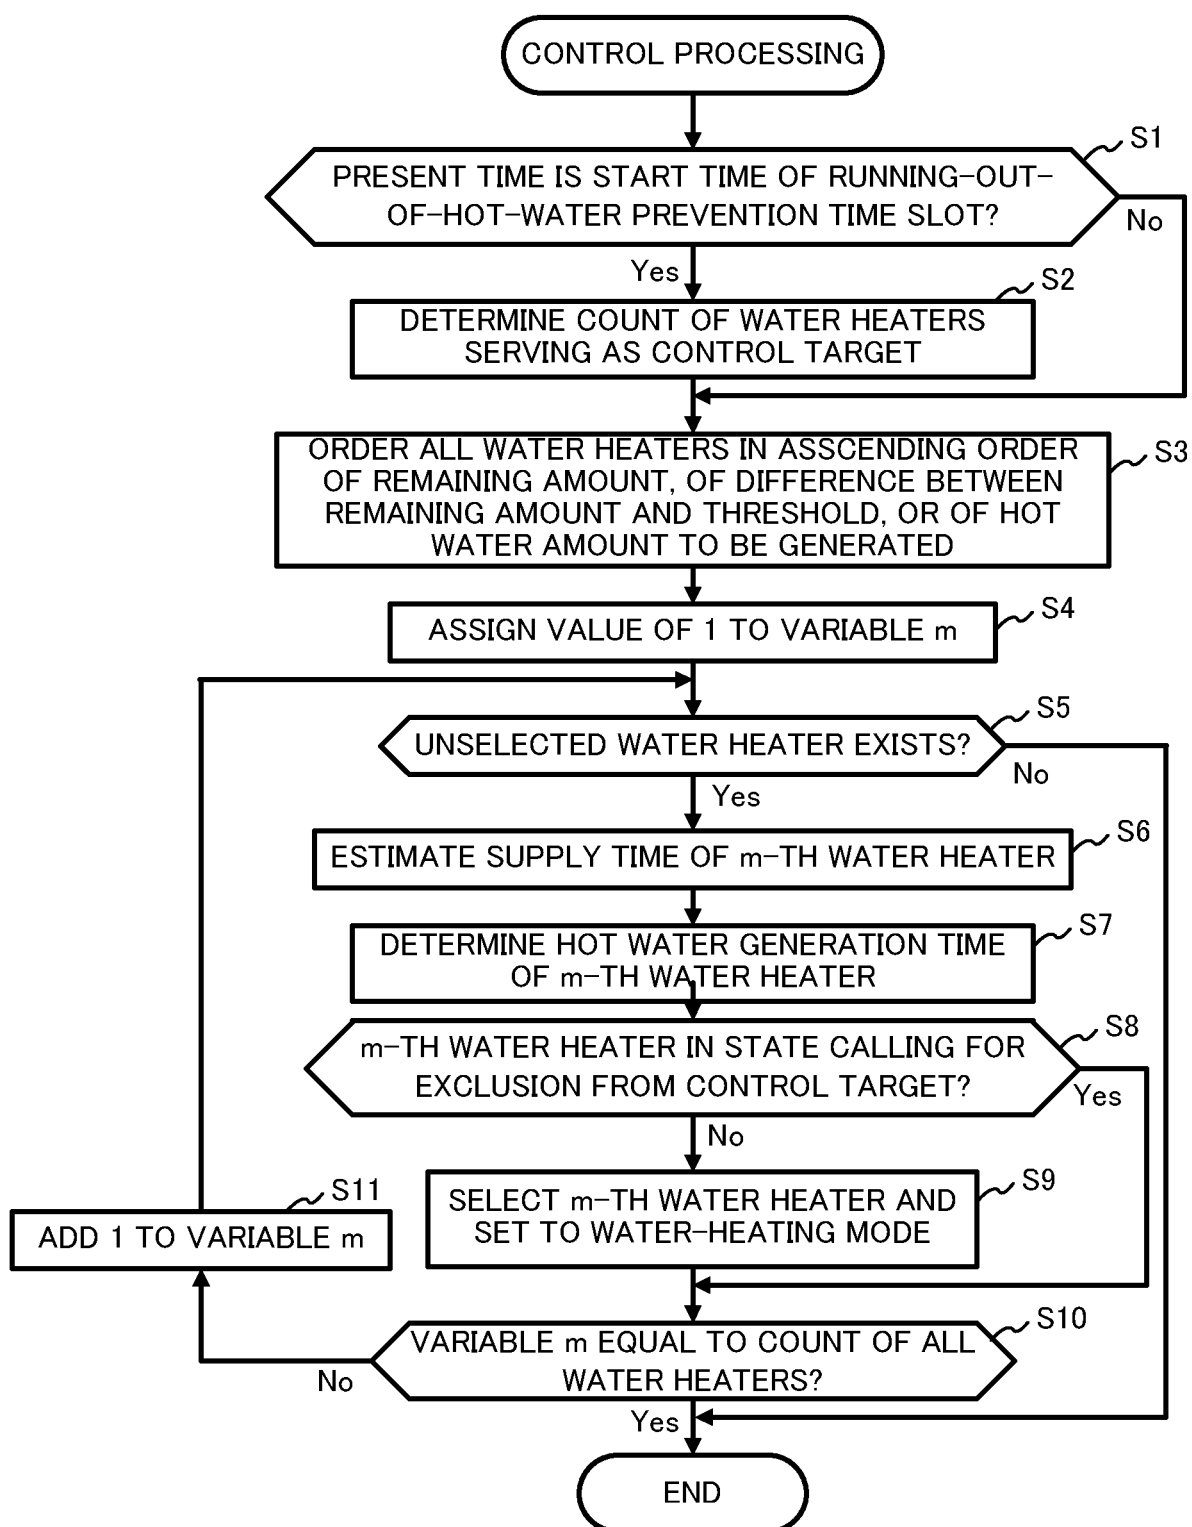 CONTROL PROCESSING
S1
PRESENT TIME IS START TIME OF RUNNING-OUT-
OF-HOT-WATER PREVENTION TIME SLOT?
No
Yes
S2
DETERMINE COUNT OF WATER HEATERS
SERVING AS CONTROL TARGET
S3
ORDER ALL WATER HEATERS IN ASSCENDING ORDER
OF REMAINING AMOUNT, OF DIFFERENCE BETWEEN
REMAINING AMOUNT AND THRESHOLD, OR OF HOT
WATER AMOUNT TO BE GENERATED
S4
ASSIGN VALUE OF 1 TO VARIABLE m
S5
UNSELECTED WATER HEATER EXISTS?
No
Yes
S6
ESTIMATE SUPPLY TIME OF m-TH WATER HEATER
S7
DETERMINE HOT WATER GENERATION TIME
OF m-TH WATER HEATER
S8
m-TH WATER HEATER IN STATE CALLING FOR
EXCLUSION FROM CONTROL TARGET?
Yes
No
S9
SELECT m-TH WATER HEATER AND
SET TO WATER-HEATING MODE
S11
ADD 1 TO VARIABLE m
S10
VARIABLE m EQUAL TO COUNT OF ALL
WATER HEATERS?
No
Yes
END